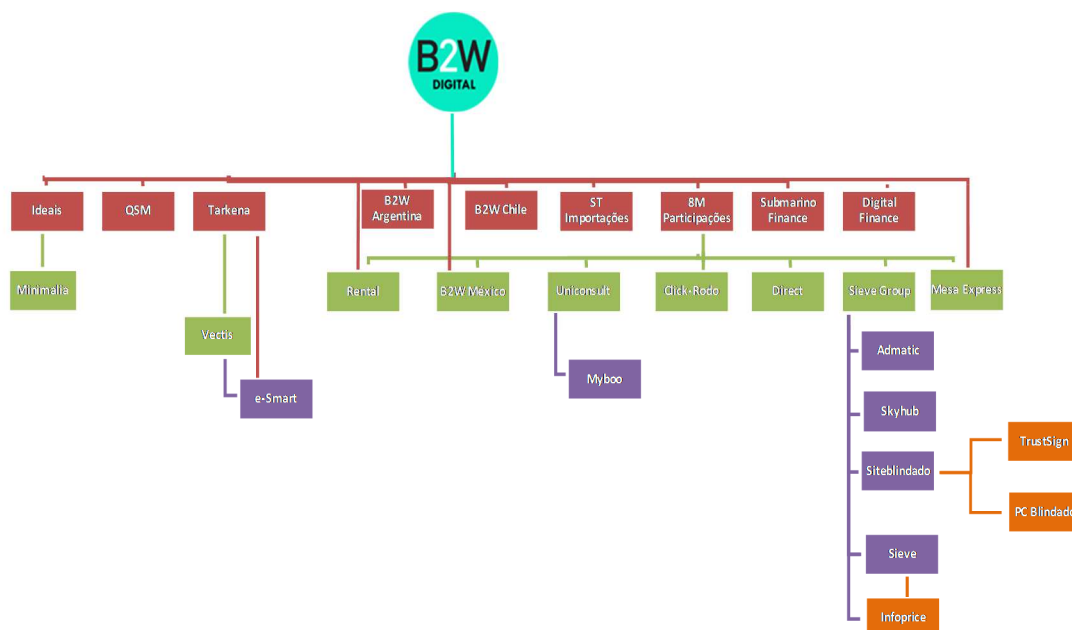 B2W
DIGITAL
Ideais
QSM
Tarkena
B2W
Argentina
B2W Chile
ST
Importações
8M
Participações
Submarino
Finance
Digital
Finance
Minimalia
Rental
B2W México
Uniconsult
Click-Rodo
Direct
Sieve Group
Mesa Express
Vectis
e-Smart
Myboo
Admatic
Skyhub
Siteblindado
TrustSign
PC Blindado
Sieve
Infoprice